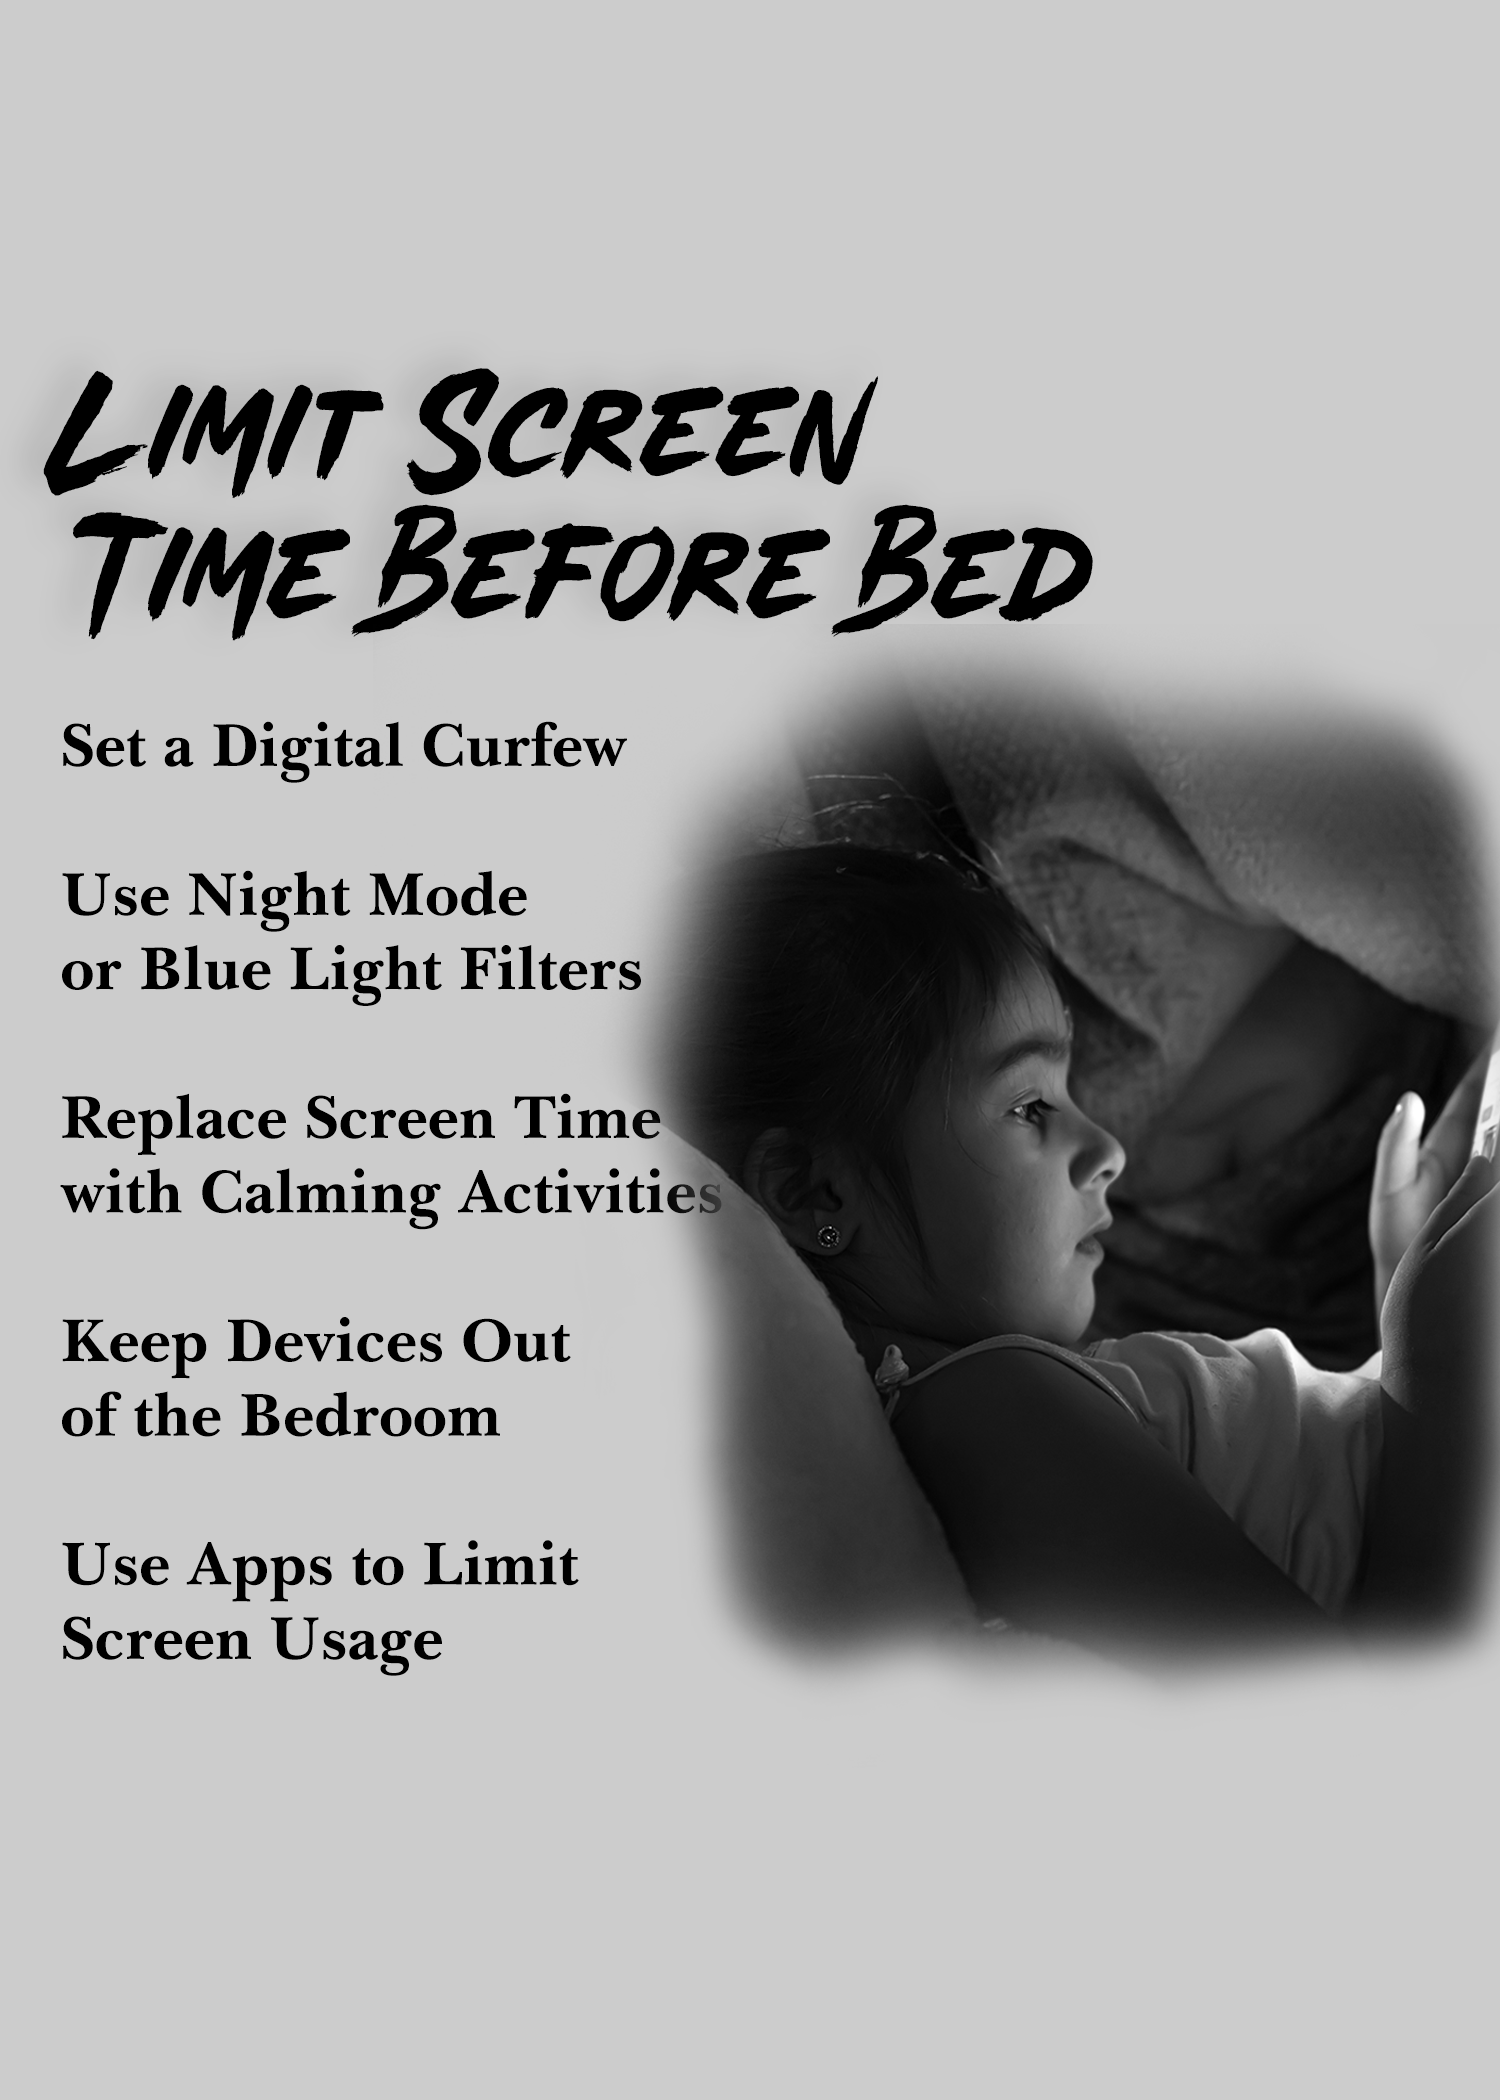 Limit Screen
Time Before Bed
Set a Digital Curfew
Use Night Mode
or Blue Light Filters
Replace Screen Time
with Calming Activities
Keep Devices Out
of the Bedroom
Use Apps to Limit
Screen Usage